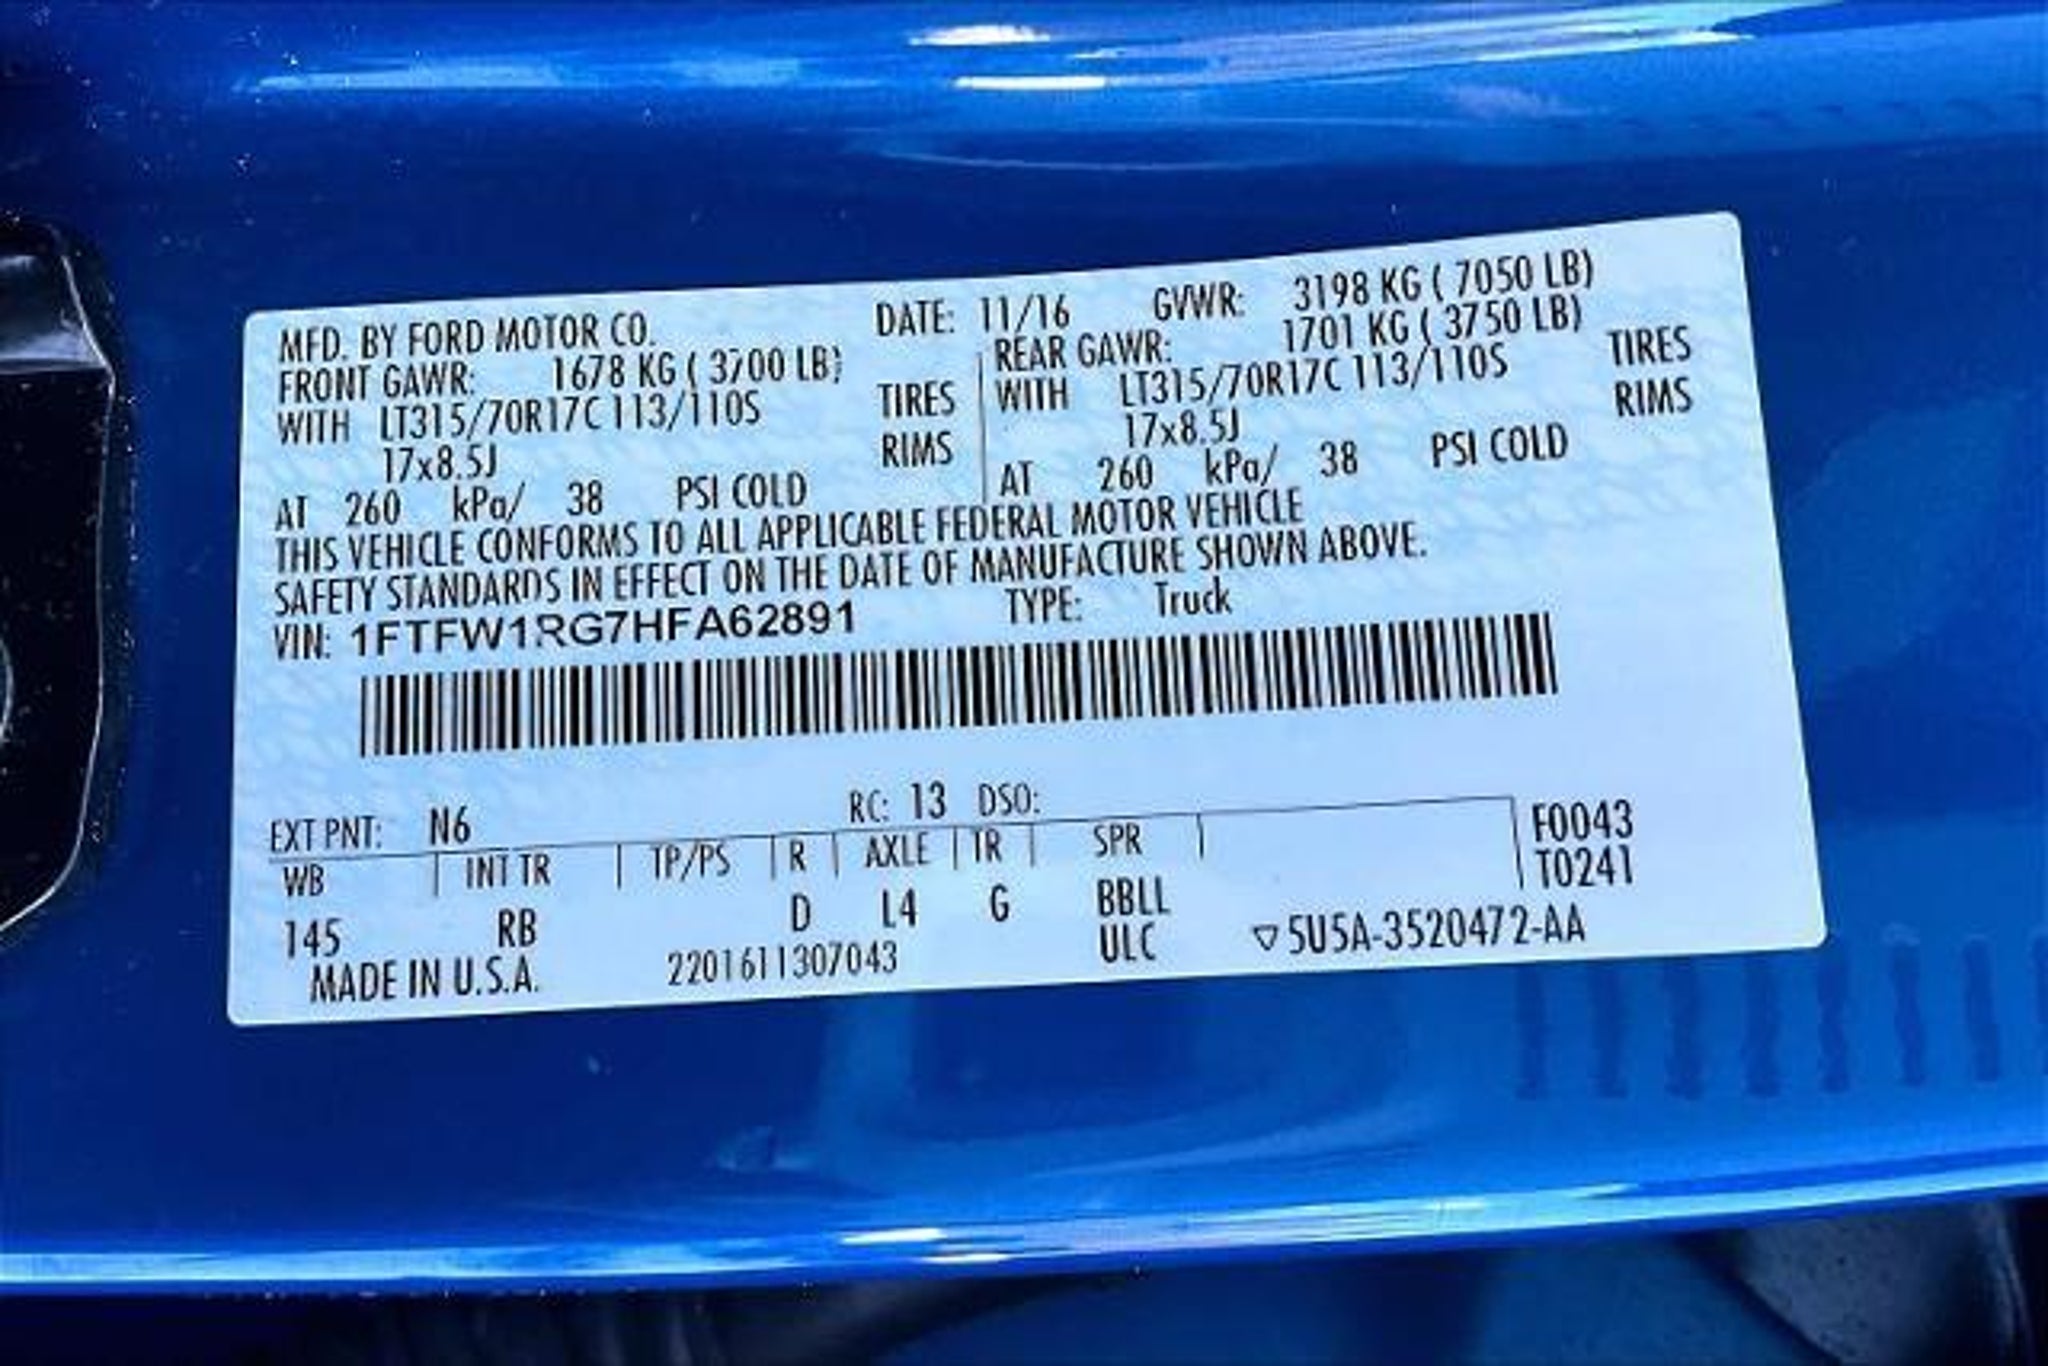 MFD. BY FORD MOTOR CO. DATE: 11/16 GVWR: 3198 KG ( 7050 LB)
FRONT GAWR: 1678 KG ( 3700 LB) REAR GAWR: 1701 KG ( 3750 LB)
WITH LT315/70R17C 113/110S TIRES WITH LT315/70R17C 113/110S TIRES
17x8.5J RIMS 17x8.5J RIMS
AT 260 kPa/ 38 PSI COLD AT 260 kPa/ 38 PSI COLD
THIS VEHICLE CONFORMS TO ALL APPLICABLE FEDERAL MOTOR VEHICLE
SAFETY STANDARDS IN EFFECT ON THE DATE OF MANUFACTURE SHOWN ABOVE.
VIN: 1FTFW1RG7HFA62891 TYPE: Truck
EXT PNT: N6 RC: 13 DSO:
WB INT TR TP/PS R AXLE TR SPR F0043
T0241
145 RB D L4 G BBLL
ULC ▽5U5A-3520472-AA
MADE IN U.S.A. 2201611307043